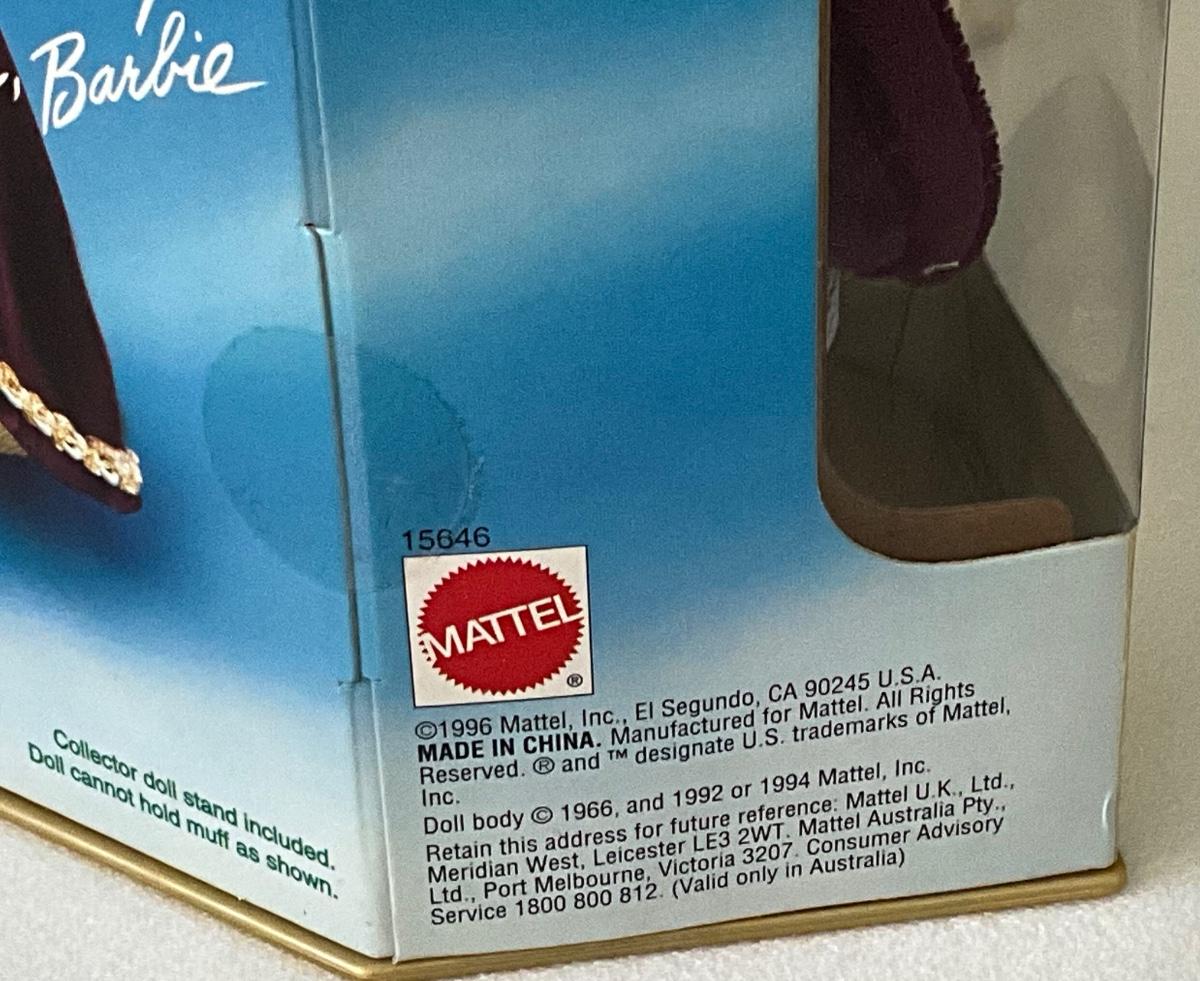 Barbie
15646
MATTEL
®
©1996 Mattel, Inc., El Segundo, CA 90245 U.S.A.
MADE IN CHINA. Manufactured for Mattel. All Rights
Reserved. ® and ™ designate U.S. trademarks of Mattel,
Inc.
Doll body © 1966, and 1992 or 1994 Mattel, Inc.
Retain this address for future reference: Mattel U.K., Ltd.,
Meridian West, Leicester LE3 2WT. Mattel Australia Pty.,
Ltd., Port Melbourne, Victoria 3207. Consumer Advisory
Service 1800 800 812. (Valid only in Australia)
Collector doll stand included.
Doll cannot hold muff as shown.